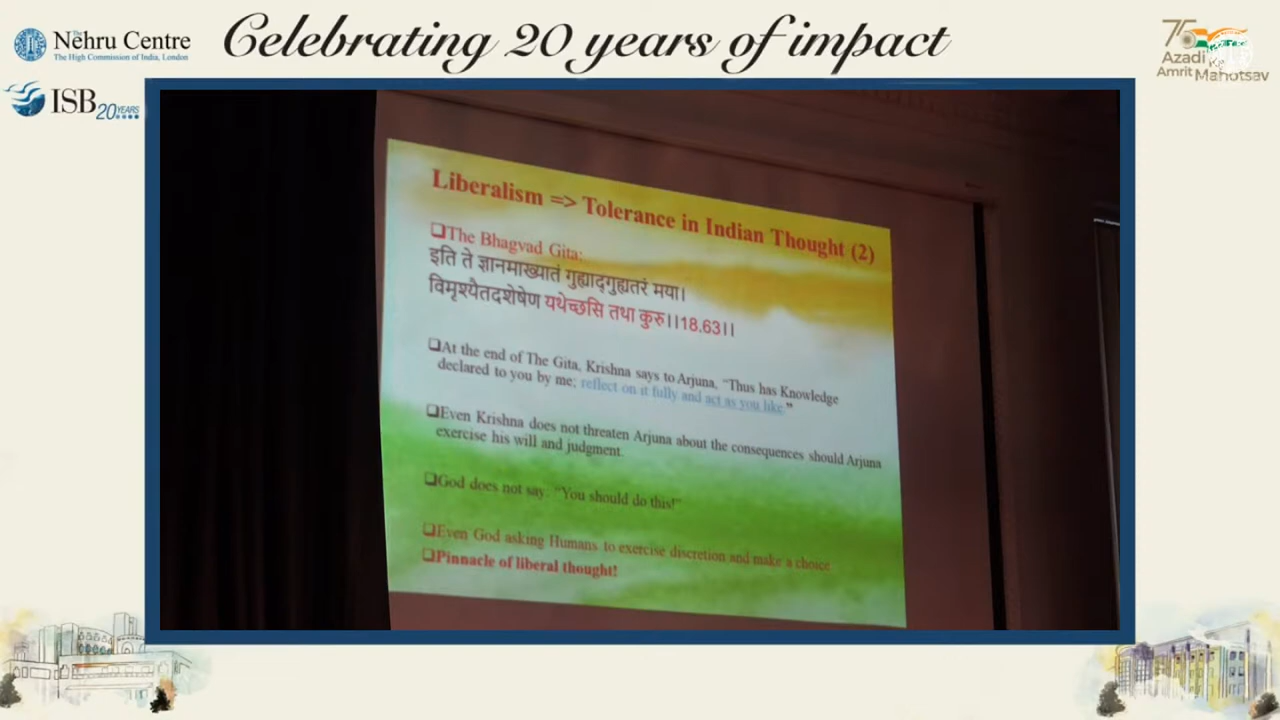 The
Nehru Centre
The High Commission of India, London
Celebrating 20 years of impact
75
Azadi Ka
Amrit Mahotsav
ISB 20 YEARS
Liberalism => Tolerance in Indian Thought (2)
The Bhagvad Gita:
इति ते ज्ञानमाख्यातं गुह्याद्गुह्यतरं मया।
विमृश्यैतदशेषेण यथेच्छसि तथा कुरु।।18.63।।
At the end of The Gita, Krishna says to Arjuna, “Thus has Knowledge
declared to you by me; reflect on it fully and act as you like.”
Even Krishna does not threaten Arjuna about the consequences should Arjuna
exercise his will and judgment.
God does not say: “You should do this!”
Even God asking Humans to exercise discretion and make a choice
Pinnacle of liberal thought!